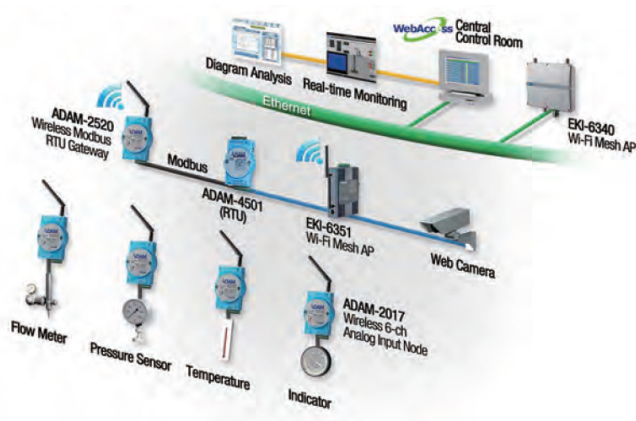 WebAccess
Central
Control Room
Diagram Analysis
Real-time Monitoring
Ethernet
EKI-6340
Wi-Fi Mesh AP
ADAM-2520
Wireless Modbus
RTU Gateway
Modbus
ADAM-4501
(RTU)
EKI-6351
Wi-Fi Mesh AP
Web Camera
Flow Meter
Pressure Sensor
Temperature
ADAM-2017
Wireless 6-ch
Analog Input Node
Indicator